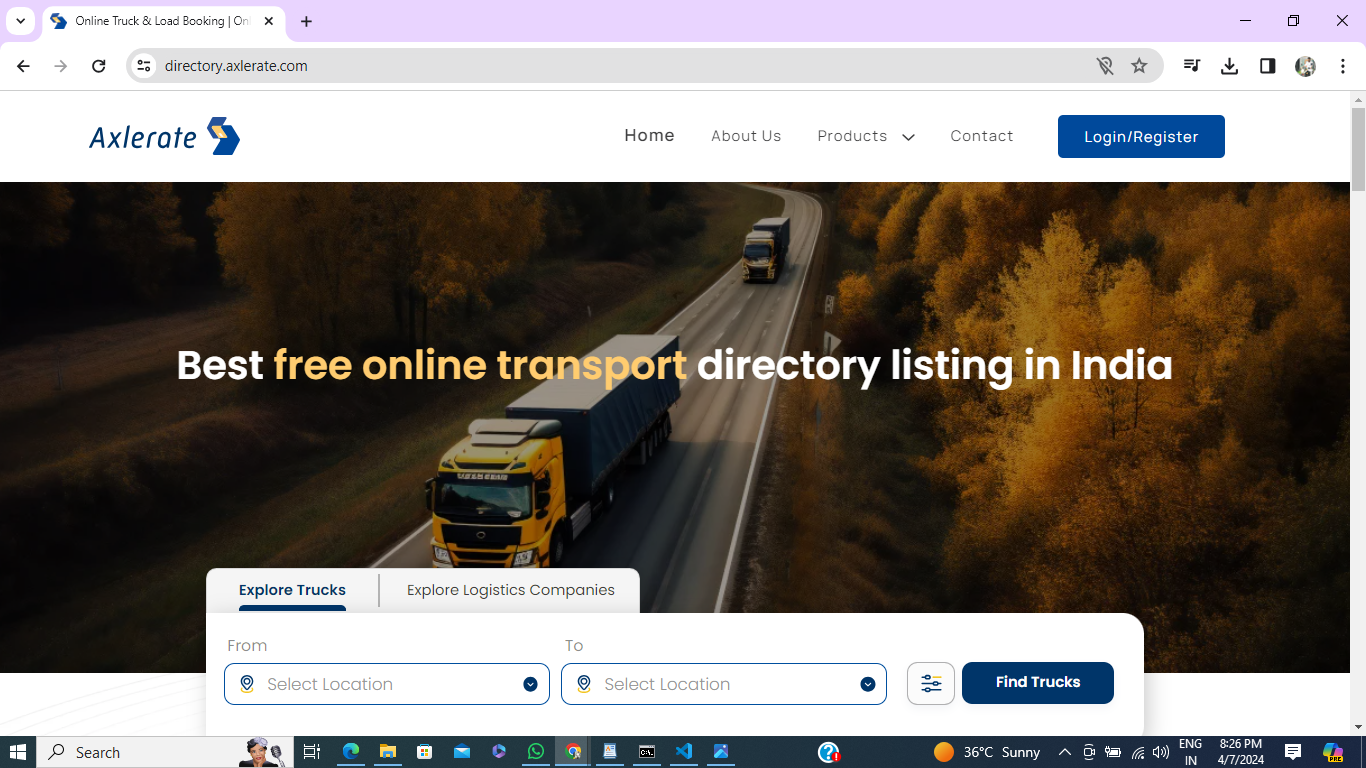 Online Truck & Load Booking | Onl
directory.axlerate.com
Axlerate
Home
About Us
Products
Contact
Login/Register
Best free online transport directory listing in India
Explore Trucks
Explore Logistics Companies
From
To
Select Location
Select Location
Find Trucks
Search
36°C Sunny
ENG
IN
8:26 PM
4/7/2024
PRE